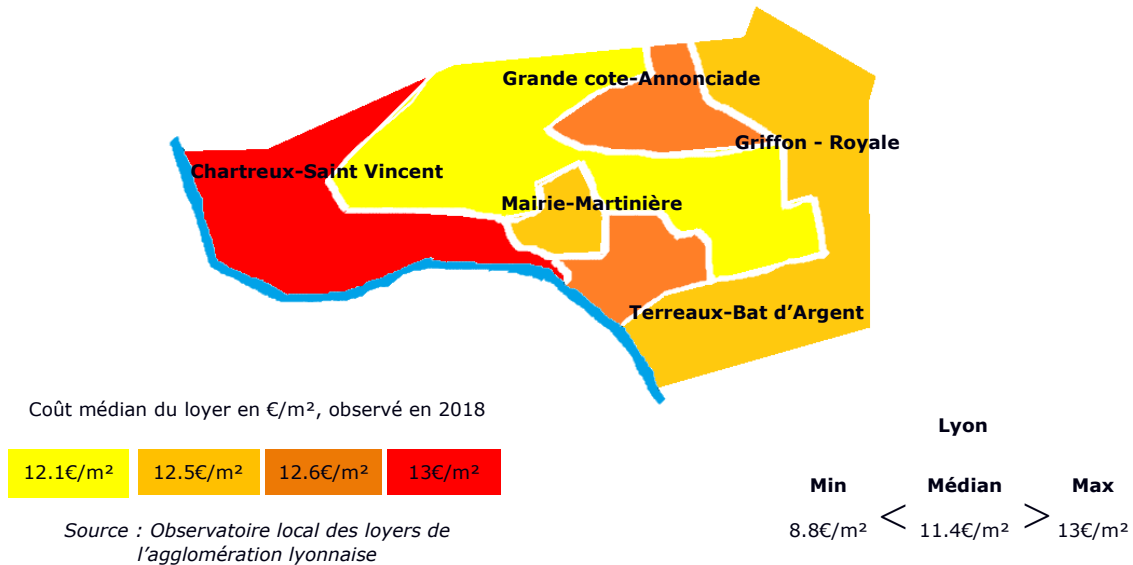 Grande cote-Annonciade
Griffon - Royale
Chartreux-Saint Vincent
Mairie-Martinière
Terreaux-Bat d’Argent
Coût médian du loyer en €/m², observé en 2018
12.1€/m² 12.5€/m² 12.6€/m² 13€/m²
Source : Observatoire local des loyers de
l’agglomération lyonnaise
Lyon
Min Médian Max
8.8€/m² < 11.4€/m² > 13€/m²